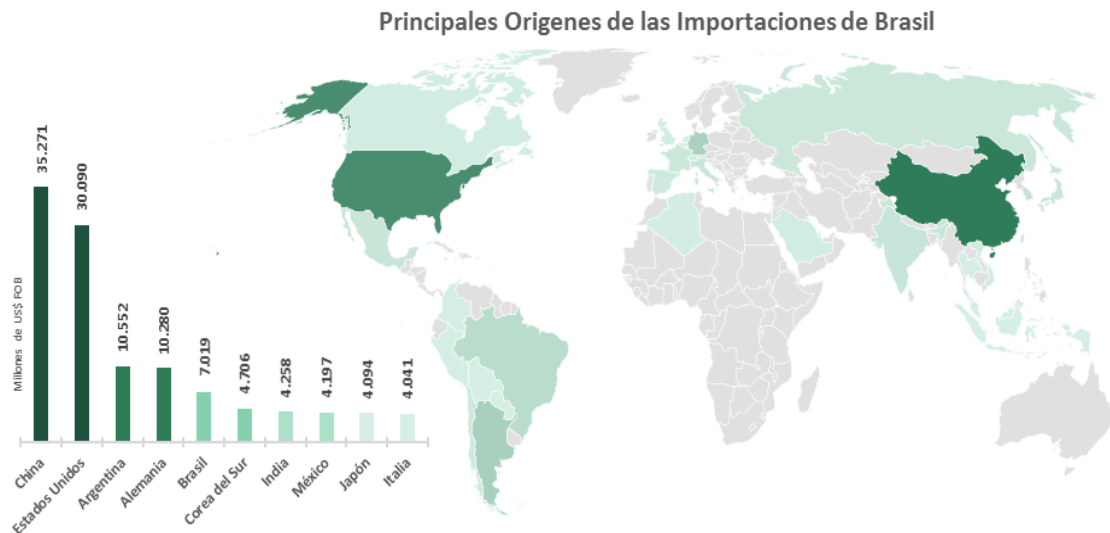 Principales Origenes de las Importaciones de Brasil
Millones de US$ FOB
35.271
30.090
10.552
10.280
7.019
4.706
4.258
4.197
4.094
4.041
China
Estados Unidos
Argentina
Alemania
Brasil
Corea del Sur
India
México
Japón
Italia